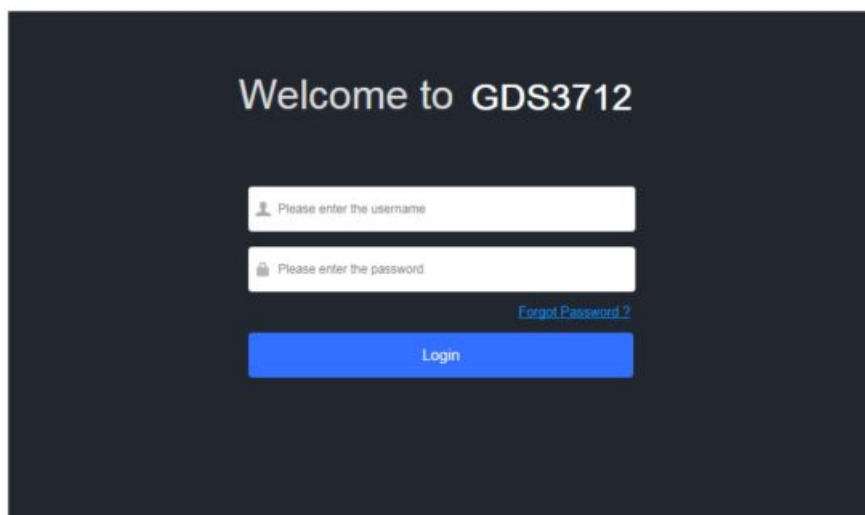 Welcome to GDS3712
Please enter the username
Please enter the password
Forgot Password ?
Login